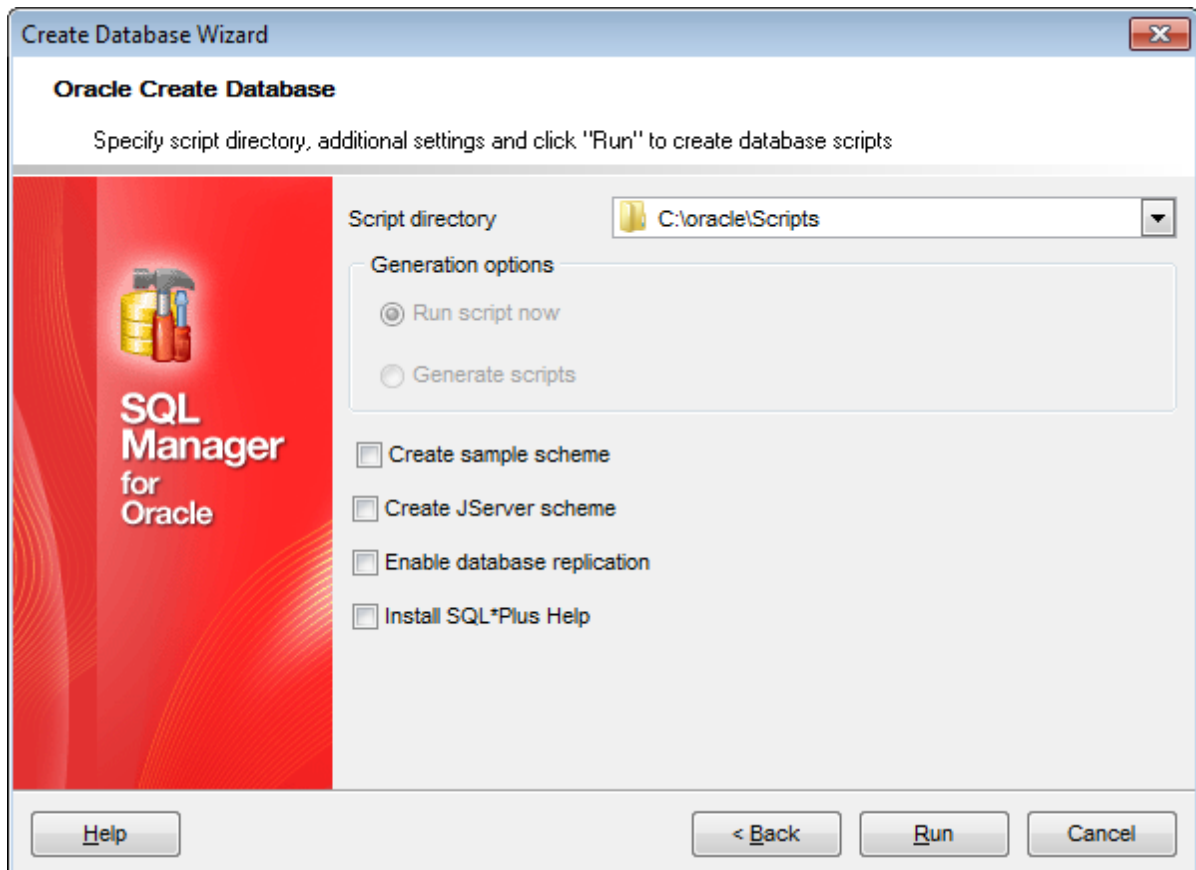 Create Database Wizard
Oracle Create Database
Specify script directory, additional settings and click "Run" to create database scripts
Script directory
C:\oracle\Scripts
Generation options
Run script now
Generate scripts
SQL
Manager
for
Oracle
Create sample scheme
Create JServer scheme
Enable database replication
Install SQL*Plus Help
Help
< Back
Run
Cancel